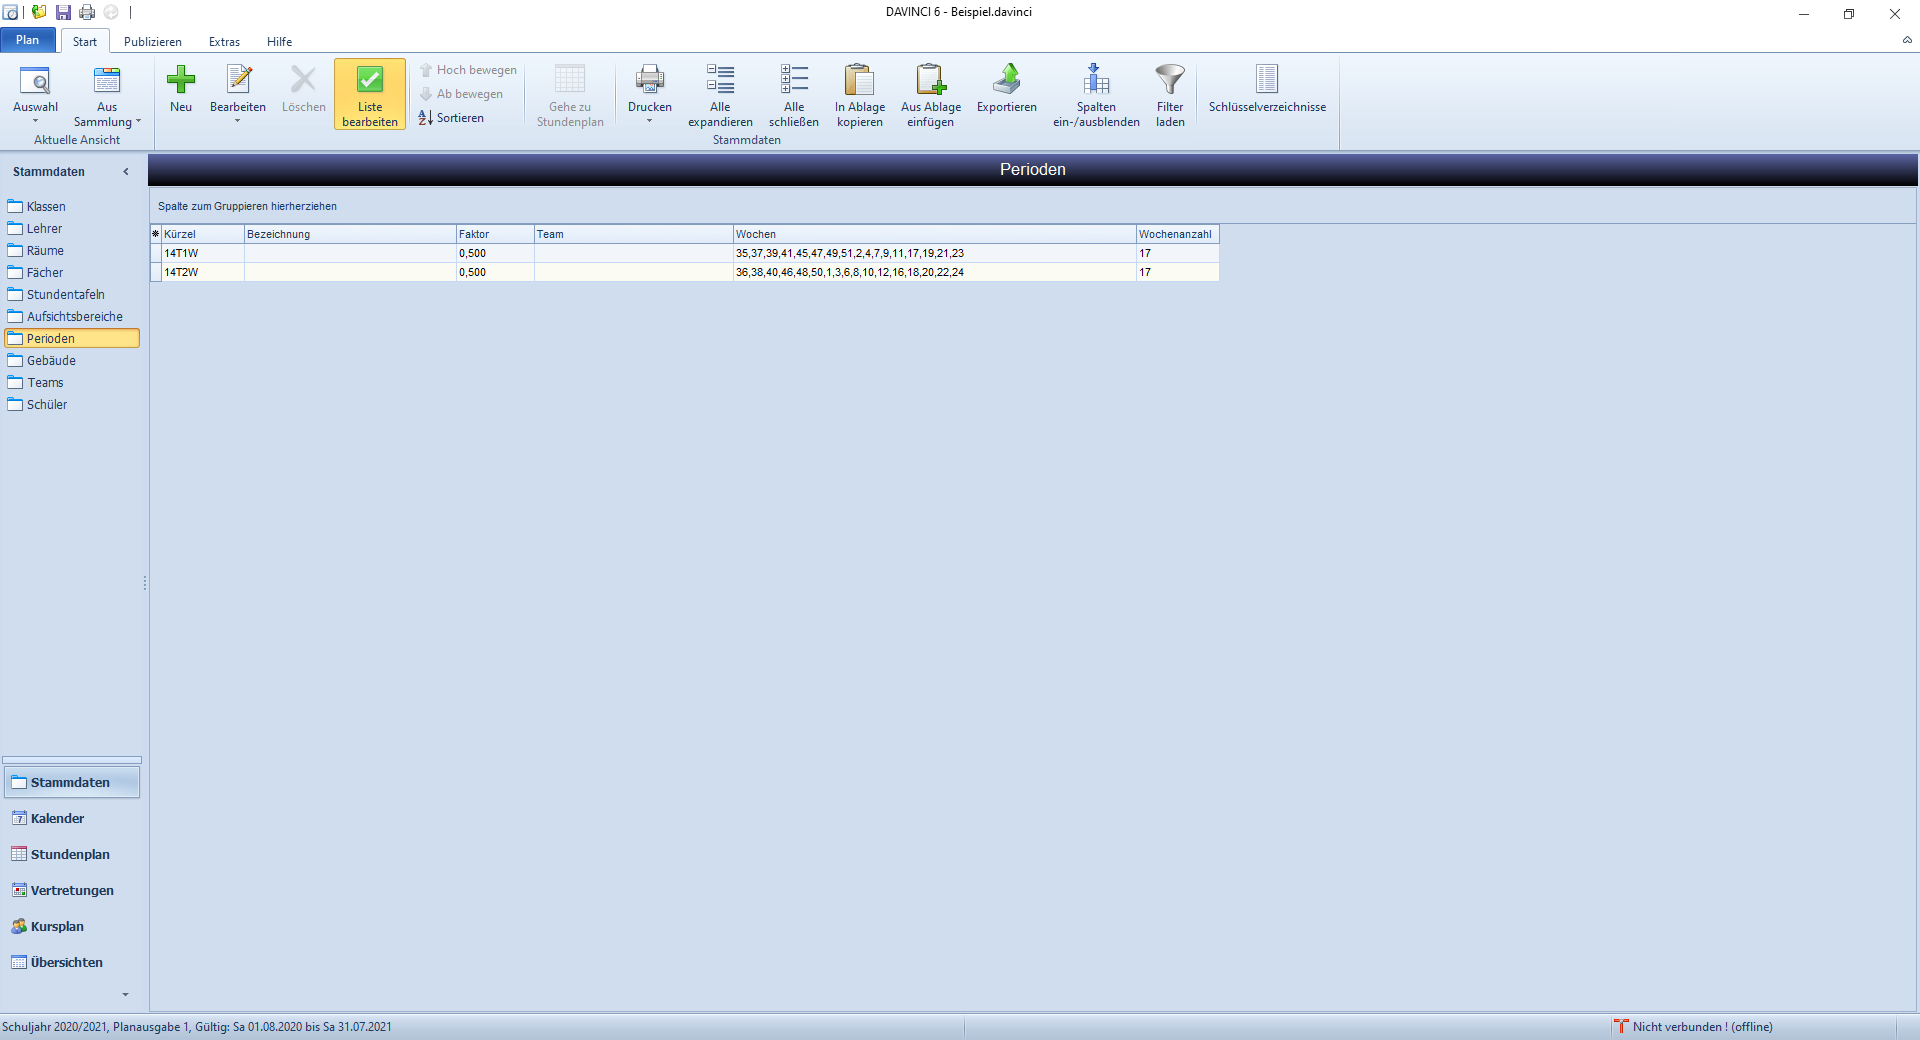 DAVINCI 6 - Beispiel.davinci
Plan
Start
Publizieren
Extras
Hilfe
Auswahl
Aus
Sammlung
Aktuelle Ansicht
Neu
Bearbeiten
Löschen
Liste
bearbeiten
Hoch bewegen
Ab bewegen
Sortieren
Gehe zu
Stundenplan
Drucken
Alle
expandieren
Alle
schließen
In Ablage
kopieren
Aus Ablage
einfügen
Exportieren
Spalten
ein-/ausblenden
Filter
laden
Schlüsselverzeichnisse
Stammdaten
Stammdaten
Klassen
Lehrer
Räume
Fächer
Stundentafeln
Aufsichtsbereiche
Perioden
Gebäude
Teams
Schüler
Perioden
Spalte zum Gruppieren hierherziehen
Kürzel Bezeichnung Faktor Team Wochen Wochenanzahl
14T1W 0,500 35,37,39,41,45,47,49,51,2,4,7,9,11,17,19,21,23 17
14T2W 0,500 36,38,40,46,48,50,1,3,6,8,10,12,16,18,20,22,24 17
Stammdaten
Kalender
Stundenplan
Vertretungen
Kursplan
Übersichten
Schuljahr 2020/2021, Planausgabe 1, Gültig: Sa 01.08.2020 bis Sa 31.07.2021
Nicht verbunden ! (offline)